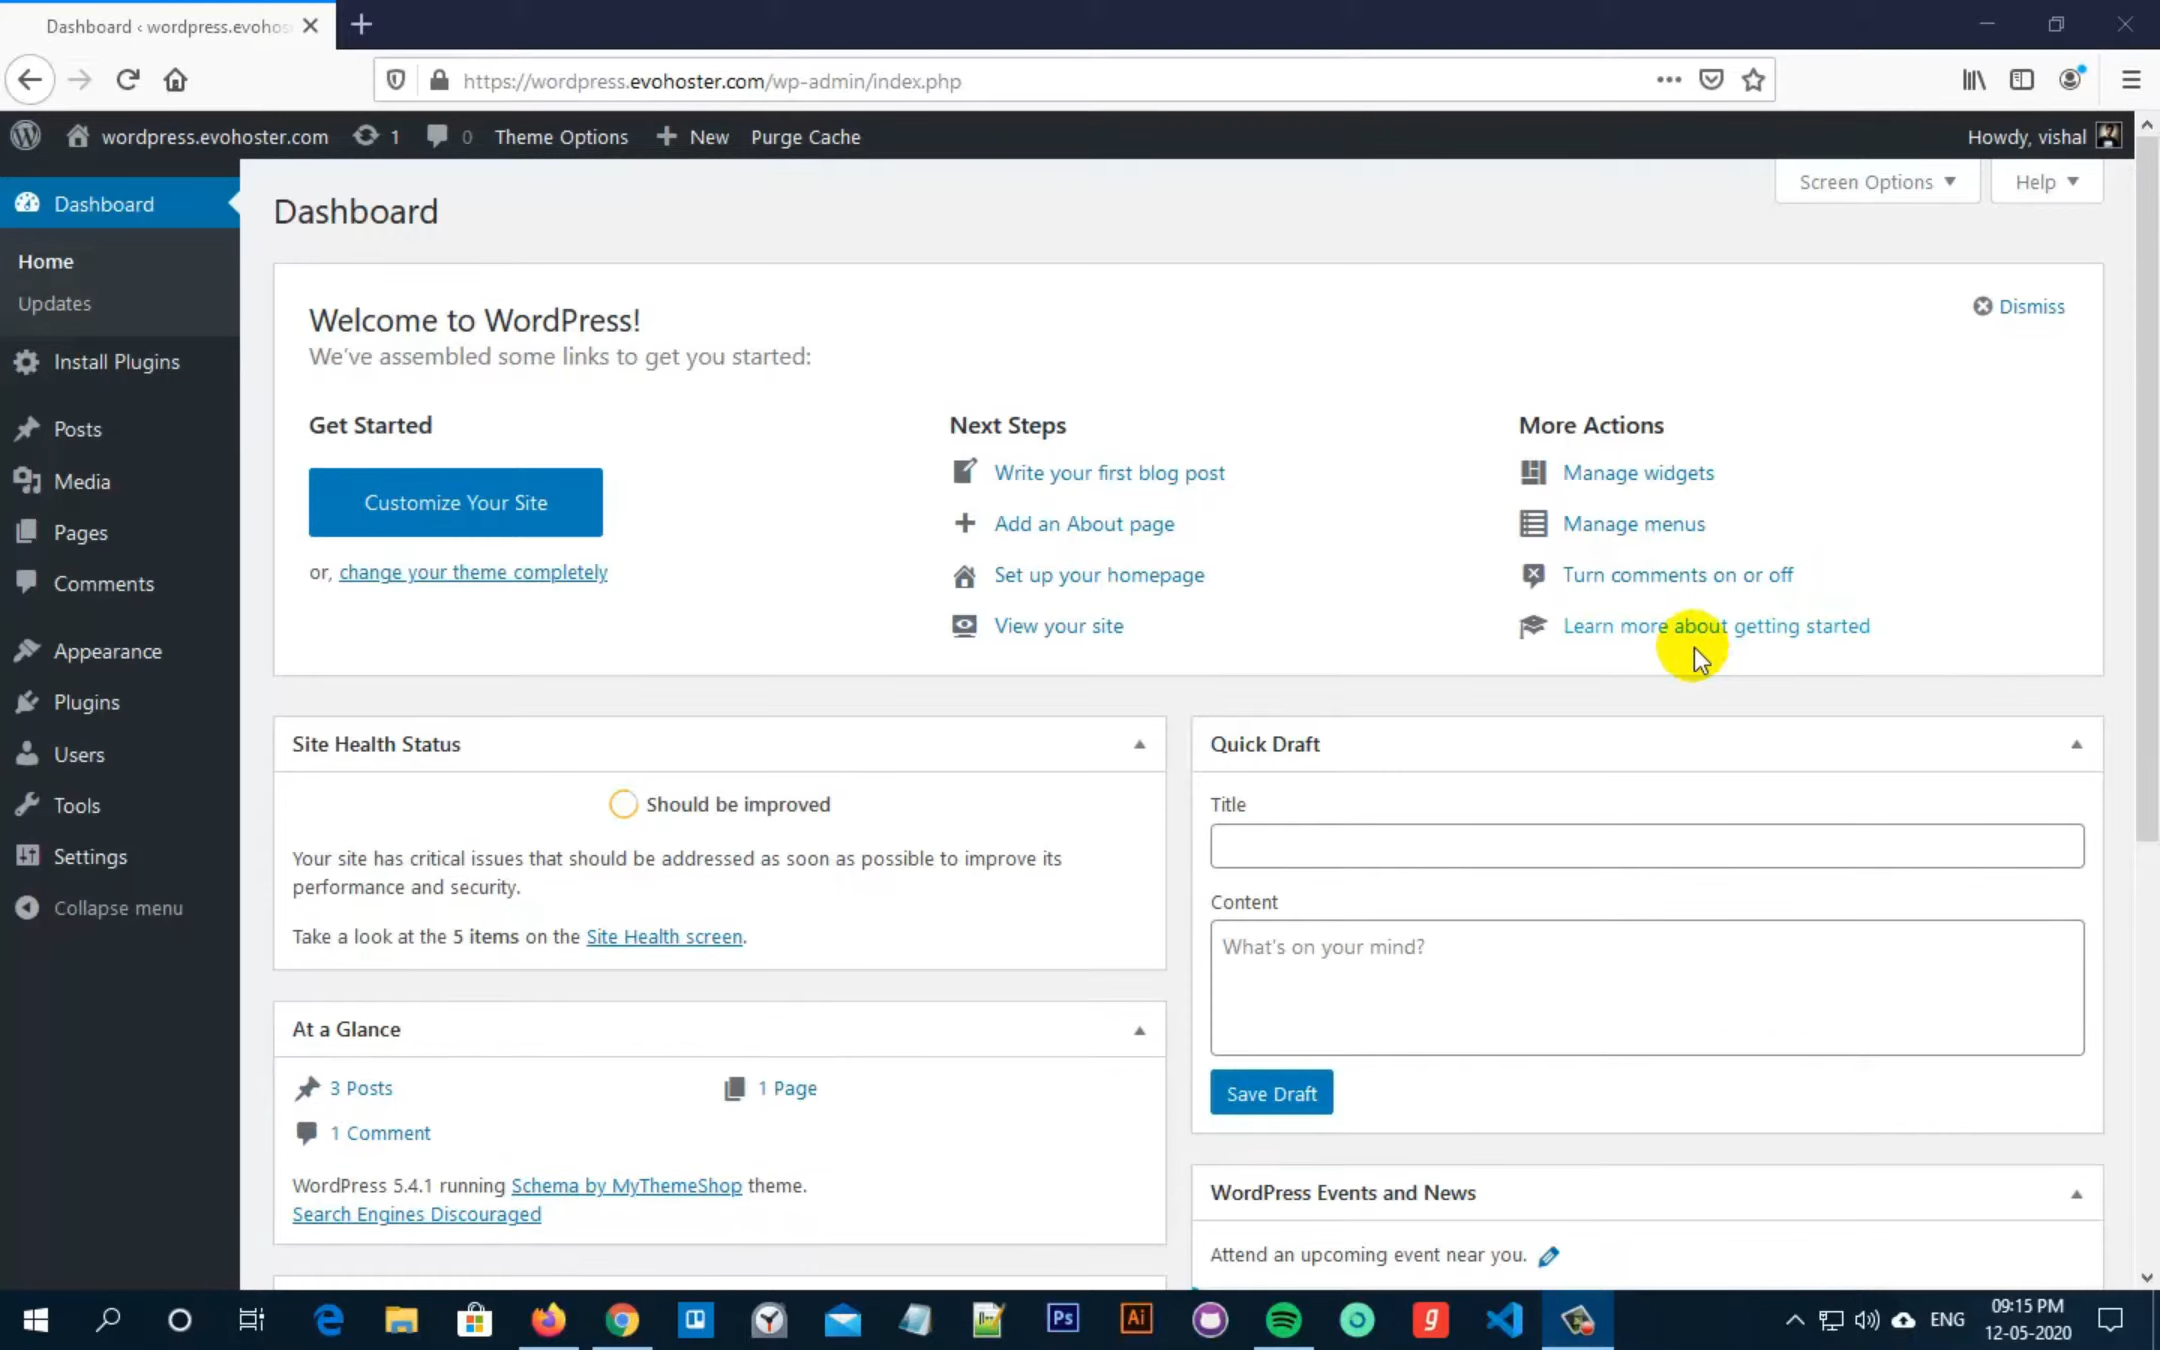 Dashboard ‹ wordpress.evohos
https://wordpress.evohoster.com/wp-admin/index.php
wordpress.evohoster.com 1 0 Theme Options + New Purge Cache Howdy, vishal
Screen Options Help
Dashboard
Home
Updates
Install Plugins
Posts
Media
Pages
Comments
Appearance
Plugins
Users
Tools
Settings
Collapse menu
Dashboard
Welcome to WordPress!
Dismiss
We've assembled some links to get you started:
Get Started
Customize Your Site
or, change your theme completely
Next Steps
Write your first blog post
Add an About page
Set up your homepage
View your site
More Actions
Manage widgets
Manage menus
Turn comments on or off
Learn more about getting started
Site Health Status
Should be improved
Your site has critical issues that should be addressed as soon as possible to improve its
performance and security.
Take a look at the 5 items on the Site Health screen.
At a Glance
3 Posts
1 Page
1 Comment
WordPress 5.4.1 running Schema by MyThemeShop theme.
Search Engines Discouraged
Quick Draft
Title
Content
What's on your mind?
Save Draft
WordPress Events and News
Attend an upcoming event near you.
Ps
Ai
g
ENG
09:15 PM
12-05-2020